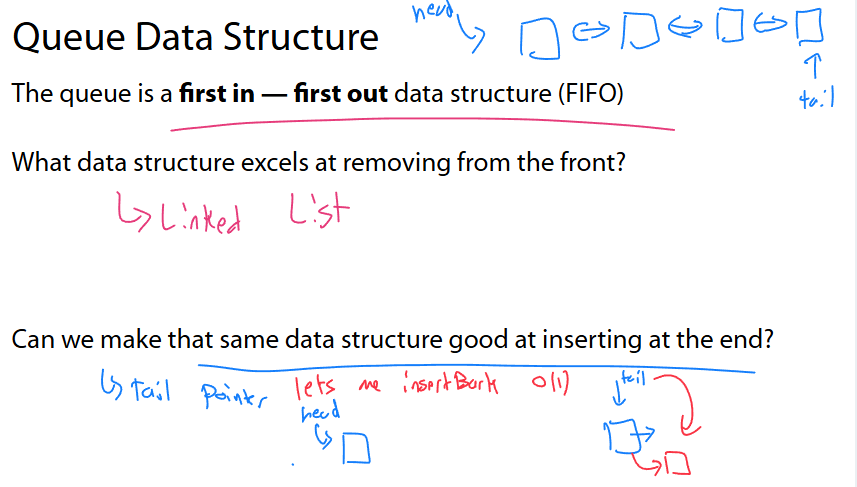 head
Queue Data Structure
The queue is a first in — first out data structure (FIFO)
tail
What data structure excels at removing from the front?
Linked List
Can we make that same data structure good at inserting at the end?
tail pointer lets me insertBack O(1)
tail
head